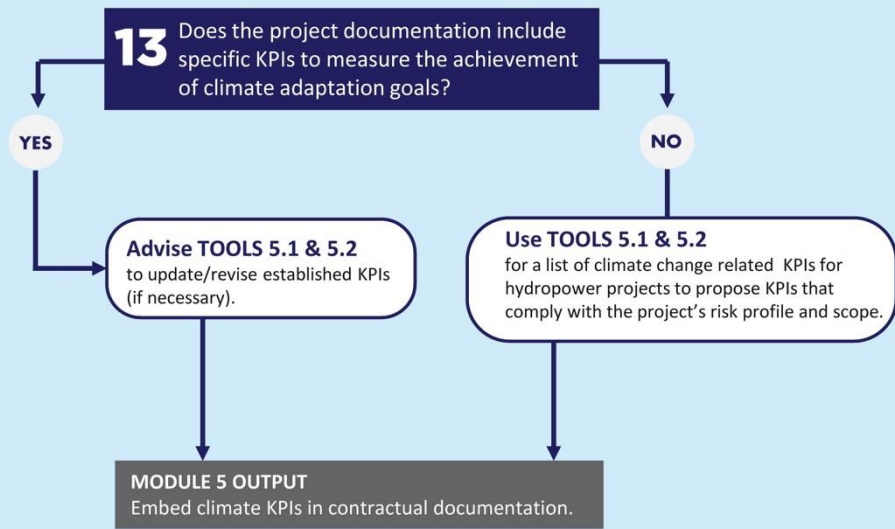 13 Does the project documentation include
specific KPIs to measure the achievement
of climate adaptation goals?
YES
NO
Advise TOOLS 5.1 & 5.2
to update/revise established KPIs
(if necessary).
Use TOOLS 5.1 & 5.2
for a list of climate change related KPIs for
hydropower projects to propose KPIs that
comply with the project’s risk profile and scope.
MODULE 5 OUTPUT
Embed climate KPIs in contractual documentation.